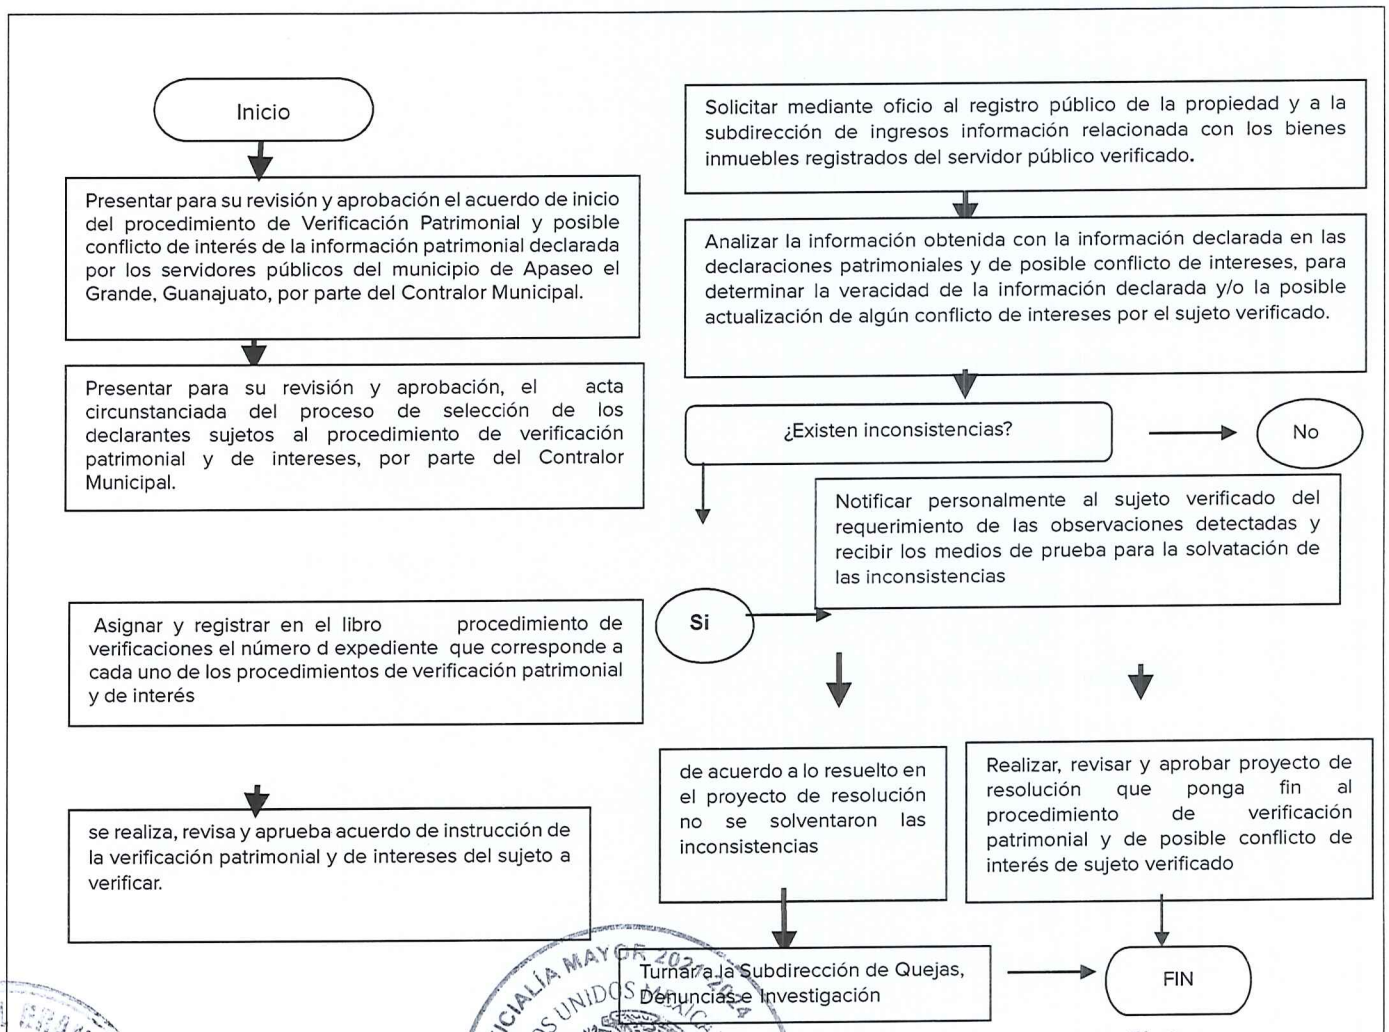 Inicio
Presentar para su revisión y aprobación el acuerdo de inicio
del procedimiento de Verificación Patrimonial y posible
conflicto de interés de la información patrimonial declarada
por los servidores públicos del municipio de Apaseo el
Grande, Guanajuato, por parte del Contralor Municipal.
Presentar para su revisión y aprobación, el acta
circunstanciada del proceso de selección de los
declarantes sujetos al procedimiento de verificación
patrimonial y de intereses, por parte del Contralor
Municipal.
Asignar y registrar en el libro procedimiento de
verificaciones el número d expediente que corresponde a
cada uno de los procedimientos de verificación patrimonial
y de interés
se realiza, revisa y aprueba acuerdo de instrucción de
la verificación patrimonial y de intereses del sujeto a
verificar.
Solicitar mediante oficio al registro público de la propiedad y a la
subdirección de ingresos información relacionada con los bienes
inmuebles registrados del servidor público verificado.
Analizar la información obtenida con la información declarada en las
declaraciones patrimoniales y de posible conflicto de intereses, para
determinar la veracidad de la información declarada y/o la posible
actualización de algún conflicto de intereses por el sujeto verificado.
¿Existen inconsistencias?
No
Notificar personalmente al sujeto verificado del
requerimiento de las observaciones detectadas y
recibir los medios de prueba para la solvatación de
las inconsistencias
Si
de acuerdo a lo resuelto en
el proyecto de resolución
no se solventaron las
inconsistencias
Realizar, revisar y aprobar proyecto de
resolución que ponga fin al
procedimiento de verificación
patrimonial y de posible conflicto de
interés de sujeto verificado
Turnar a la Subdirección de Quejas,
Denuncias e Investigación
FIN
MAYOR 2021-2024
UNIDOS